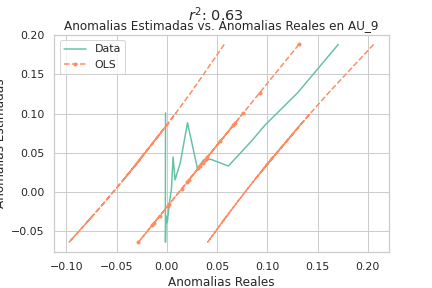 r²: 0.63
Anomalias Estimadas vs. Anomalias Reales en AU_9
Data
OLS
0.20
0.15
0.10
0.05
0.00
−0.05
−0.10 −0.05 0.00 0.05 0.10 0.15 0.20
Anomalias Reales